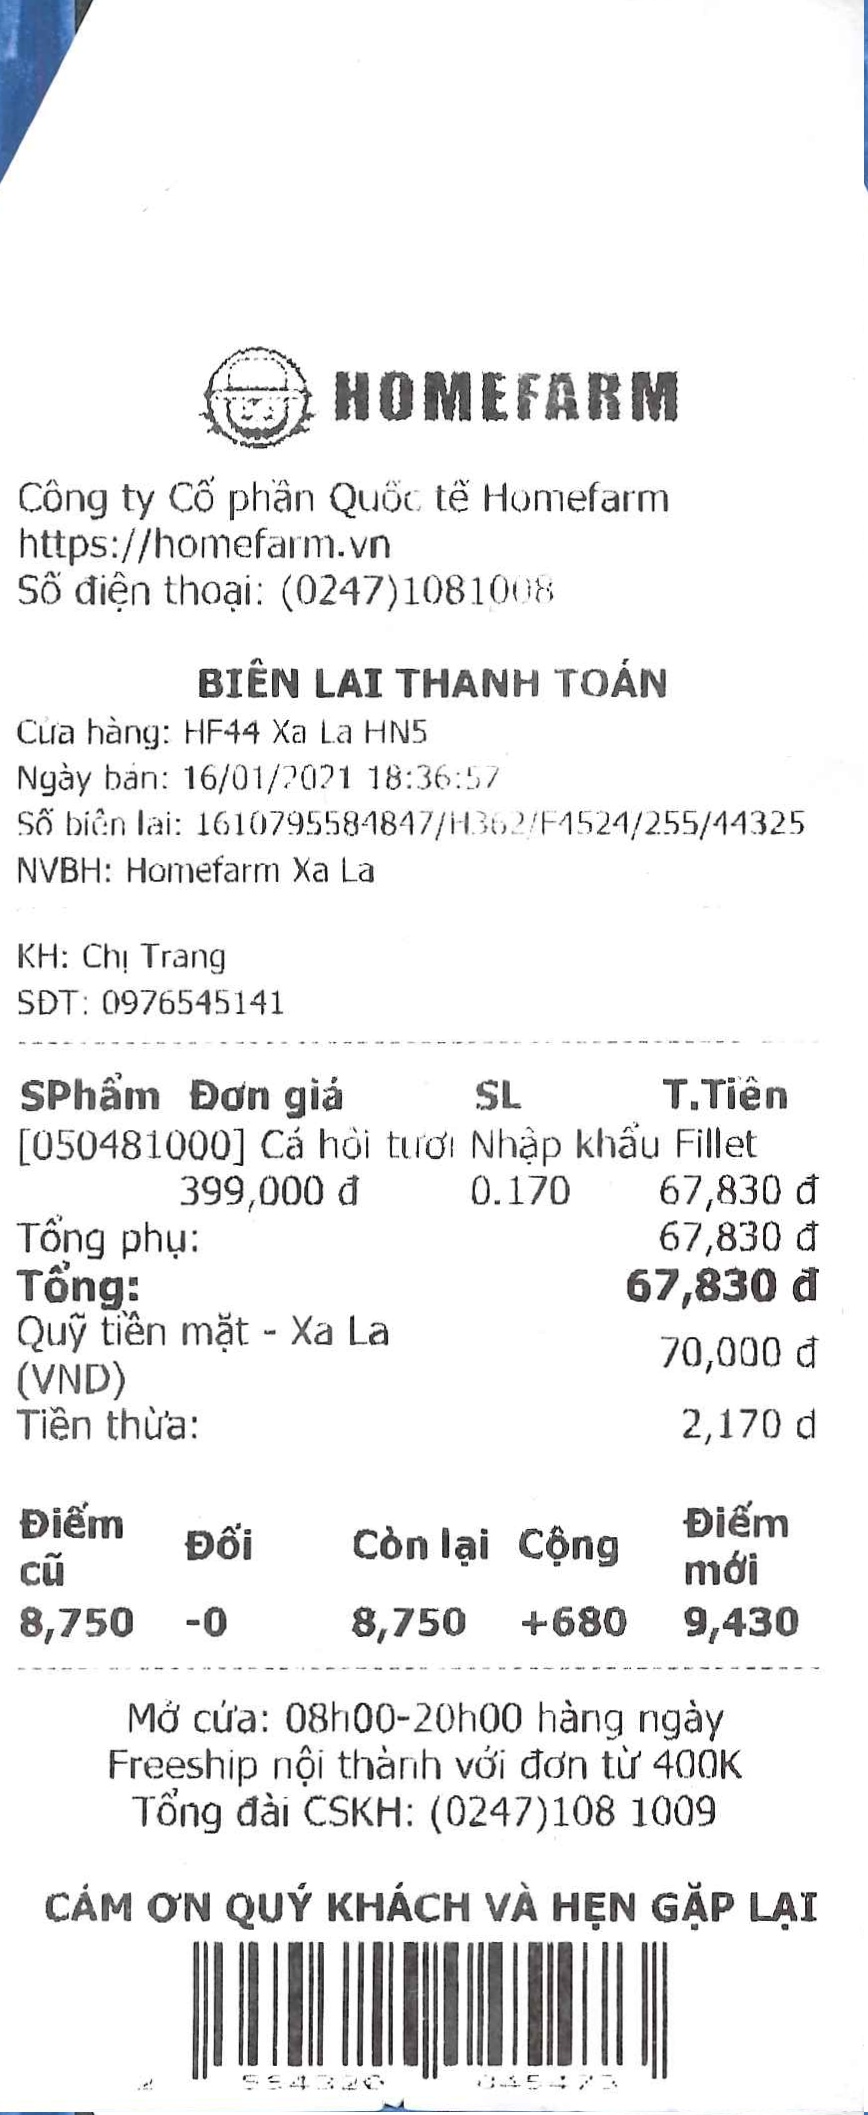 HOMEFARM
Công ty Cổ phần Quốc tế Homefarm
https://homefarm.vn
Số điện thoại: (0247)1081008
BIÊN LAI THANH TOÁN
Cửa hàng: HF44 Xa La HN5
Ngày bán: 16/01/2021 18:36:57
Số biên lai: 1610795584847/H362/F4524/255/44325
NVBH: Homefarm Xa La
KH: Chị Trang
SĐT: 0976545141
SPhẩm Đơn giá SL T.Tiền
[050481000] Cá hồi tươi Nhập khẩu Fillet
399,000 đ 0.170 67,830 đ
Tổng phụ: 67,830 đ
Tổng: 67,830 đ
Quỹ tiền mặt - Xa La
(VND) 70,000 đ
Tiền thừa: 2,170 đ
Điểm cũ Đổi Còn lại Cộng Điểm mới
8,750 -0 8,750 +680 9,430
Mở cửa: 08h00-20h00 hàng ngày
Freeship nội thành với đơn từ 400K
Tổng đài CSKH: (0247)108 1009
CẢM ƠN QUÝ KHÁCH VÀ HẸN GẶP LẠI